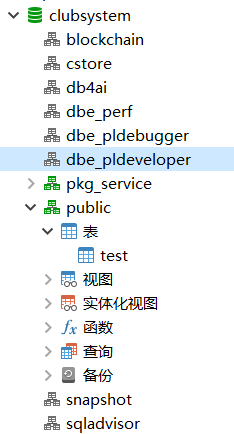 clubsystem
blockchain
cstore
db4ai
dbe_perf
dbe_pldebugger
dbe_pldeveloper
pkg_service
public
表
test
视图
实体化视图
函数
查询
备份
snapshot
sqladvisor